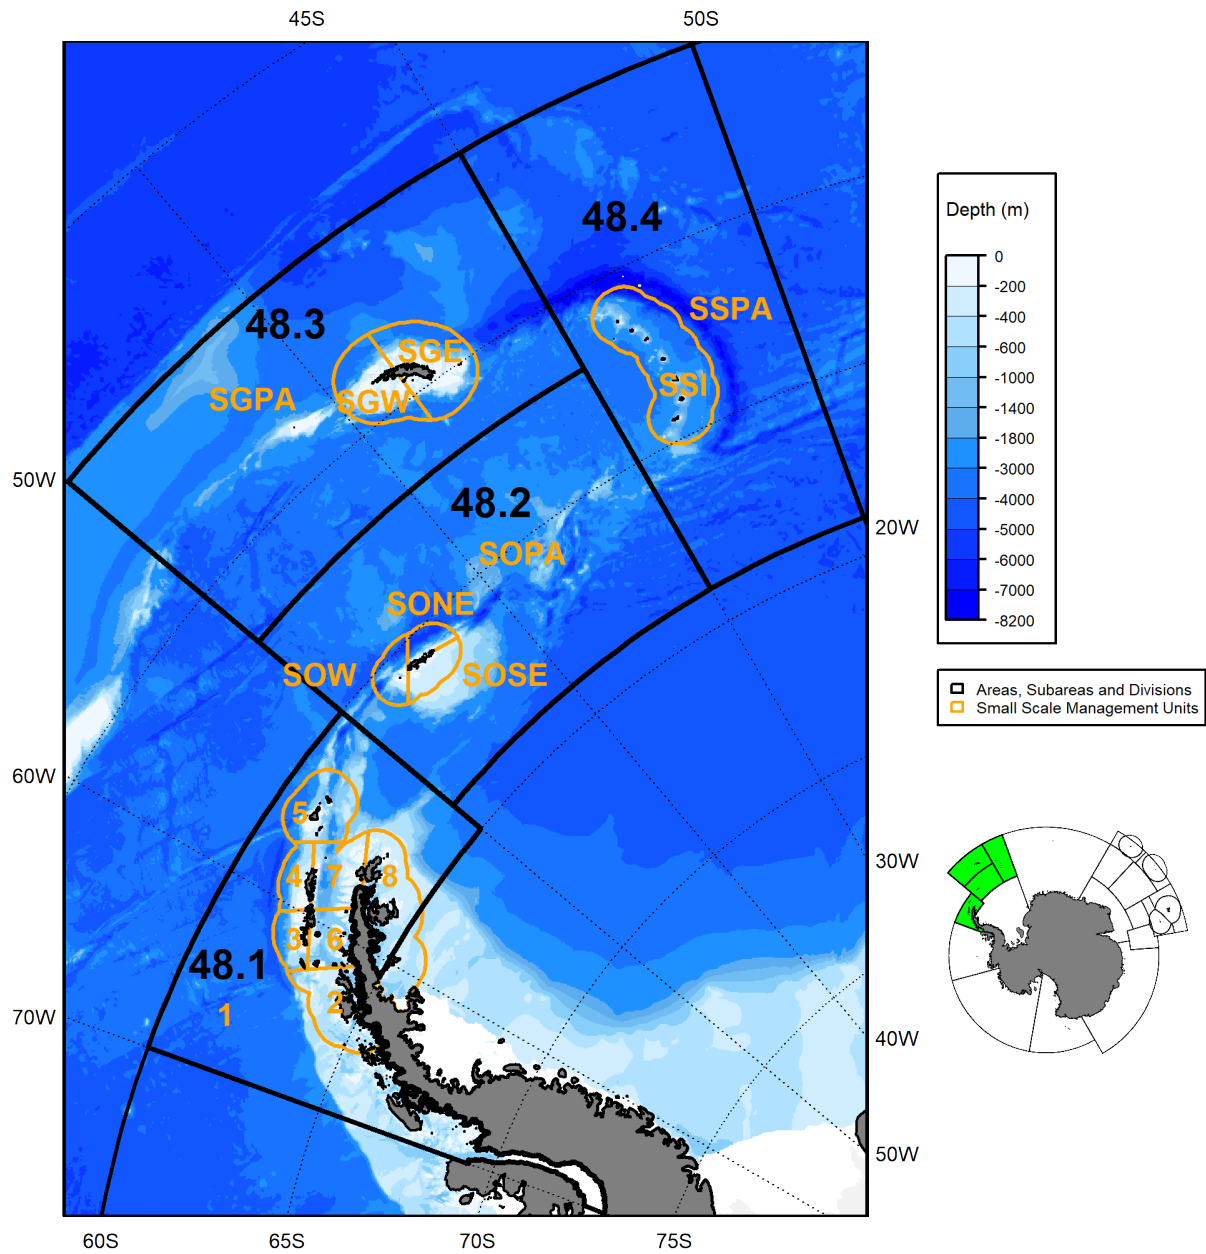 45S
50S
48.4
SSPA
48.3
SGE
SSI
SGPA
SGW
50W
48.2
20W
SOPA
SONE
SOW
SOSE
60W
5
4
7
8
30W
3
6
48.1
2
1
70W
40W
50W
60S
65S
70S
75S
Depth (m)
0
-200
-400
-600
-1000
-1400
-1800
-3000
-4000
-5000
-6000
-7000
-8200
Areas, Subareas and Divisions
Small Scale Management Units